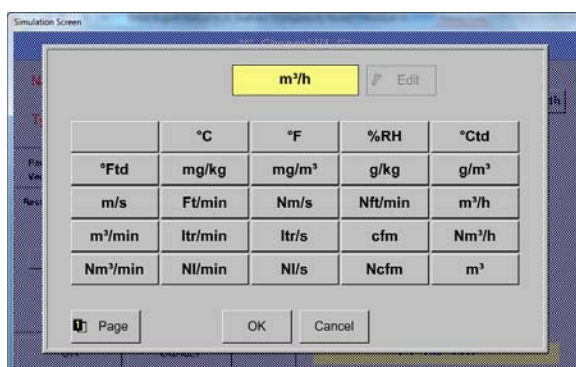 Simulation Screen
m³/h Edit
°C °F %RH °Ctd
°Ftd mg/kg mg/m³ g/kg g/m³
m/s Ft/min Nm/s Nft/min m³/h
m³/min ltr/min ltr/s cfm Nm³/h
Nm³/min Nl/min Nl/s Ncfm m³
Page OK Cancel